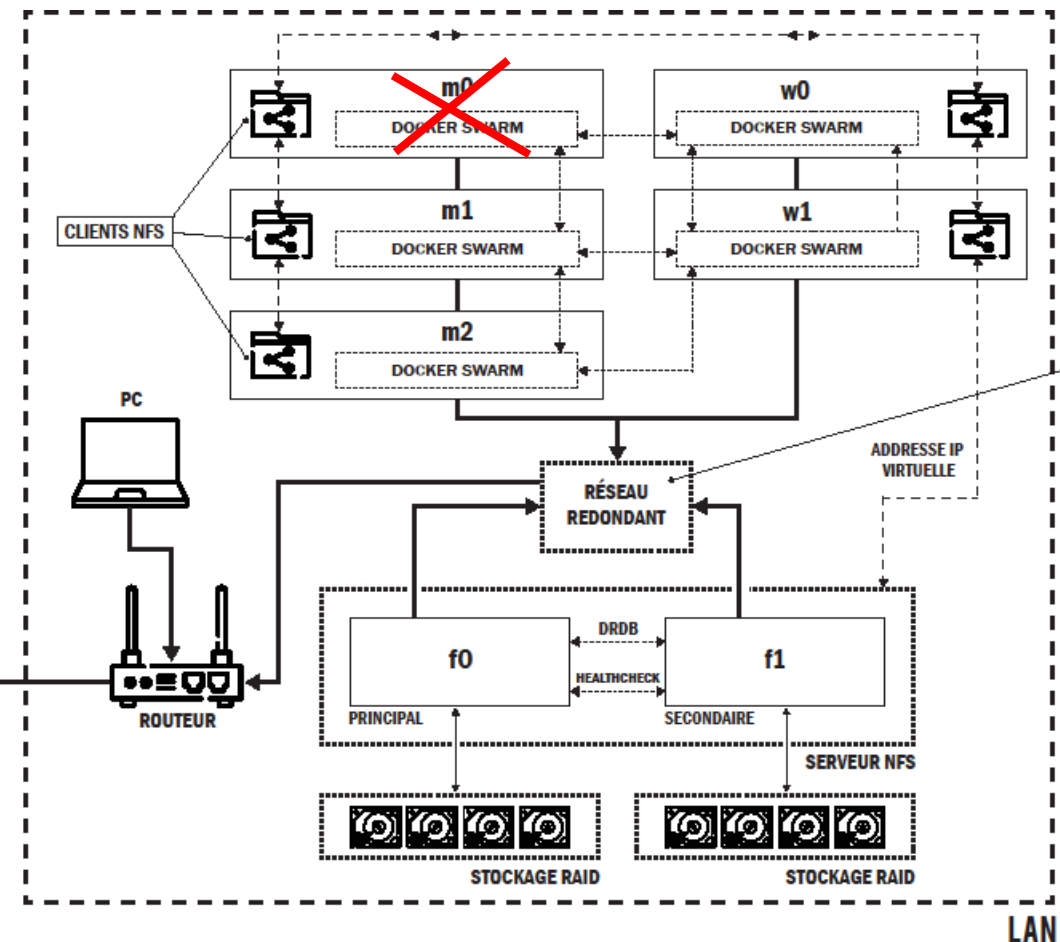 m0
DOCKER SWARM
w0
DOCKER SWARM
m1
DOCKER SWARM
w1
DOCKER SWARM
CLIENTS NFS
m2
DOCKER SWARM
PC
ADDRESSE IP
VIRTUELLE
RÉSEAU
REDONDANT
DRDB
f0
f1
HEALTHCHECK
PRINCIPAL
SECONDAIRE
ROUTEUR
SERVEUR NFS
STOCKAGE RAID
STOCKAGE RAID
LAN